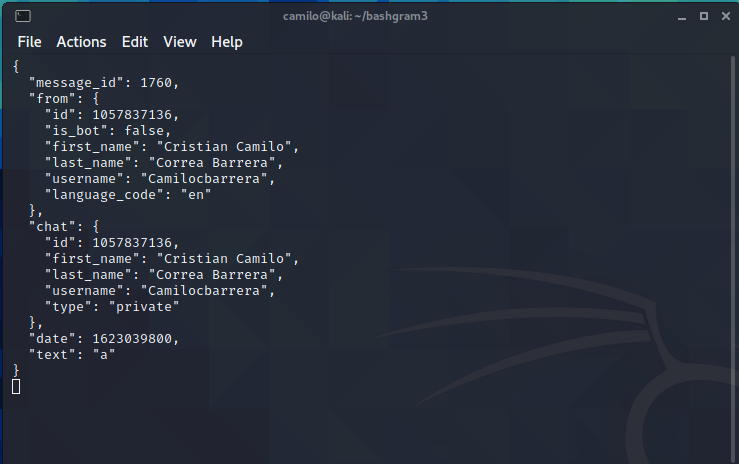 camilo@kali: ~/bashgram3
File Actions Edit View Help
{
  "message_id": 1760,
  "from": {
    "id": 1057837136,
    "is_bot": false,
    "first_name": "Cristian Camilo",
    "last_name": "Correa Barrera",
    "username": "Camilocbarrera",
    "language_code": "en"
  },
  "chat": {
    "id": 1057837136,
    "first_name": "Cristian Camilo",
    "last_name": "Correa Barrera",
    "username": "Camilocbarrera",
    "type": "private"
  },
  "date": 1623039800,
  "text": "a"
}